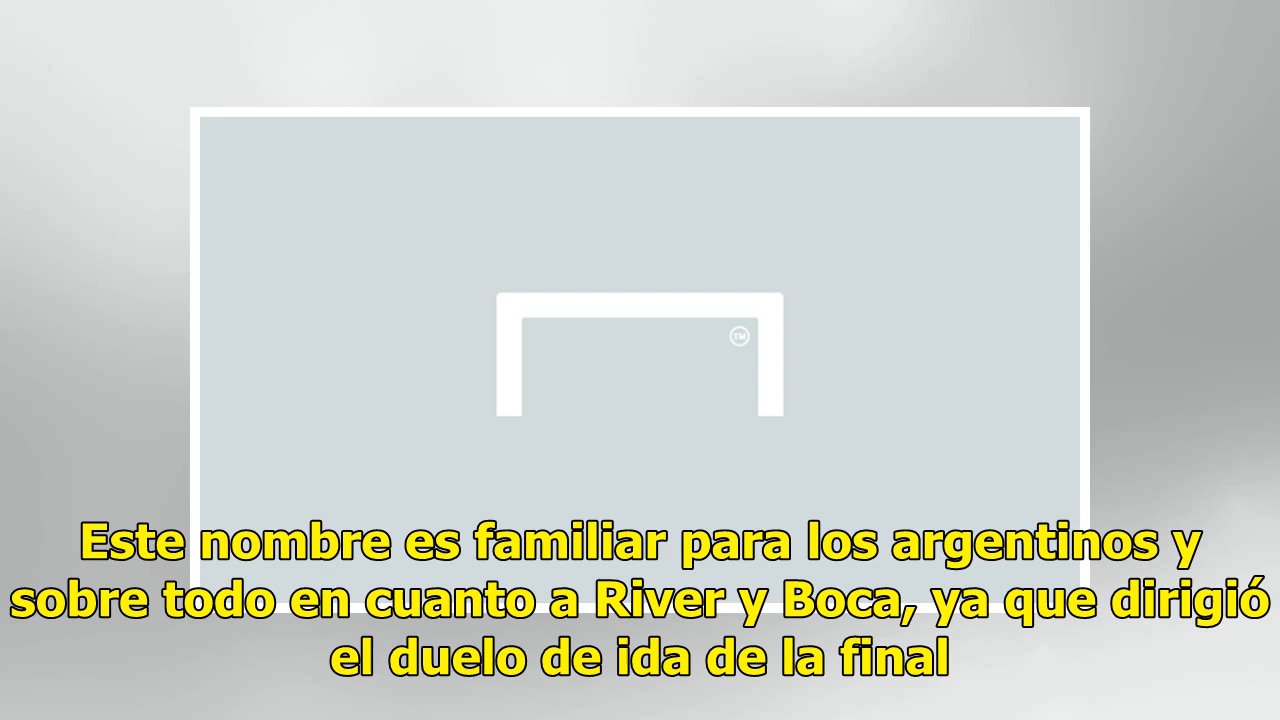 TM
Este nombre es familiar para los argentinos y
sobre todo en cuanto a River y Boca, ya que dirigió
el duelo de ida de la final